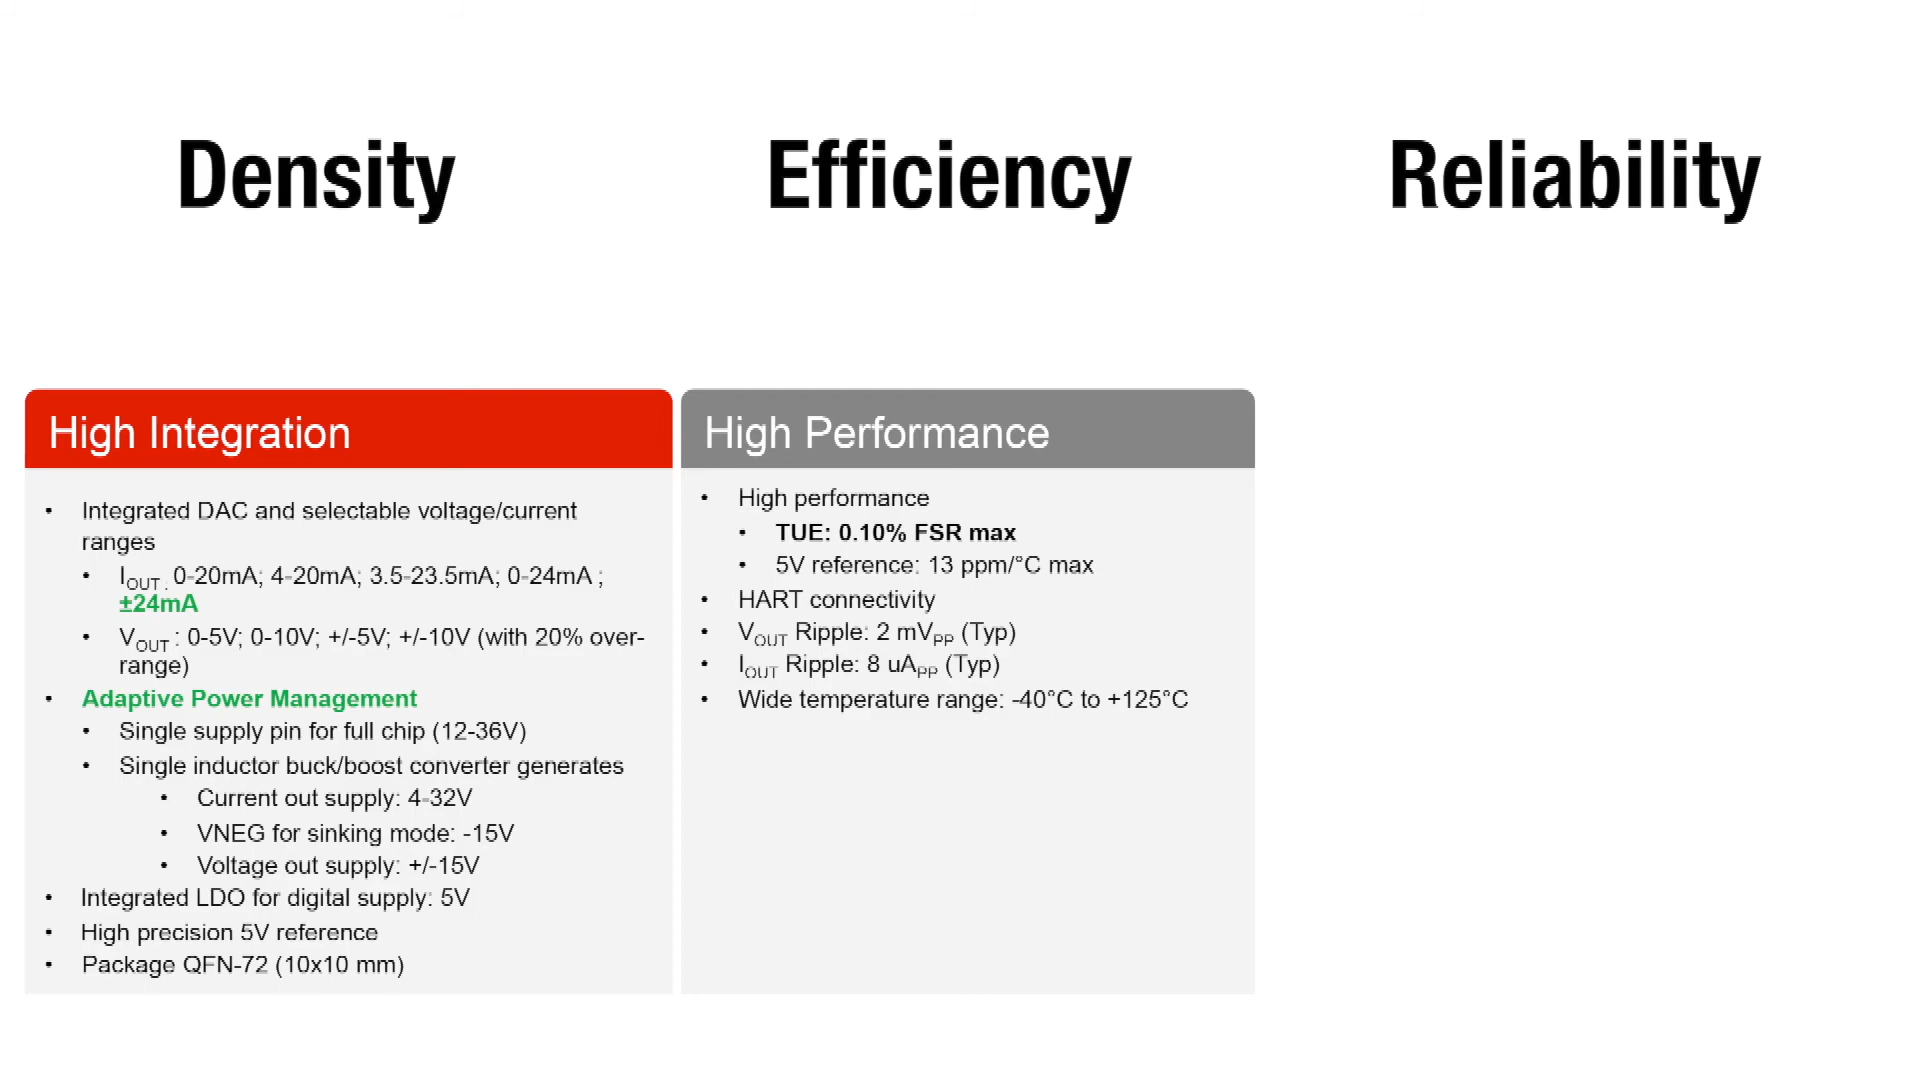 Density
Efficiency
Reliability
High Integration
• Integrated DAC and selectable voltage/current
ranges
• IOUT : 0-20mA; 4-20mA; 3.5-23.5mA; 0-24mA ;
±24mA
• VOUT : 0-5V; 0-10V; +/-5V; +/-10V (with 20% over-
range)
• Adaptive Power Management
• Single supply pin for full chip (12-36V)
• Single inductor buck/boost converter generates
• Current out supply: 4-32V
• VNEG for sinking mode: -15V
• Voltage out supply: +/-15V
• Integrated LDO for digital supply: 5V
• High precision 5V reference
• Package QFN-72 (10x10 mm)
High Performance
• High performance
• TUE: 0.10% FSR max
• 5V reference: 13 ppm/°C max
• HART connectivity
• VOUT Ripple: 2 mVPP (Typ)
• IOUT Ripple: 8 uAPP (Typ)
• Wide temperature range: -40°C to +125°C